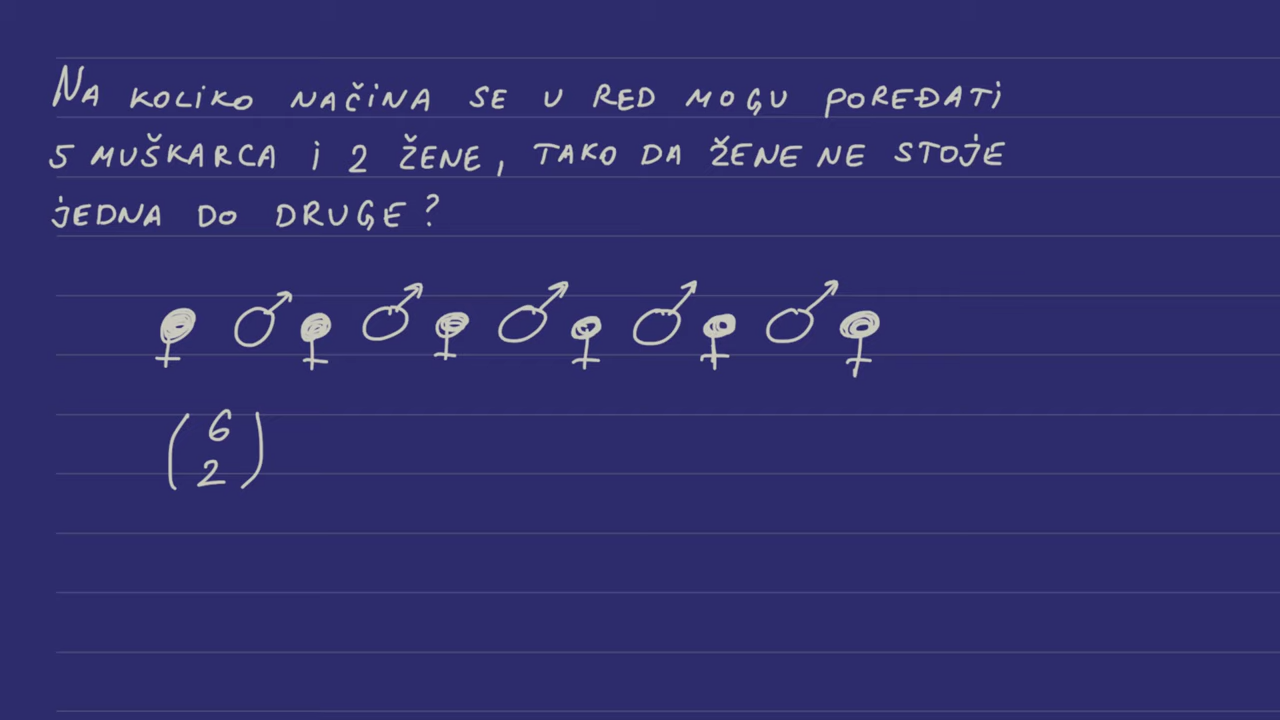 Na koliko načina se u red mogu poređati
5 muškarca i 2 žene, tako da žene ne stoje
jedna do druge?
(6
2)